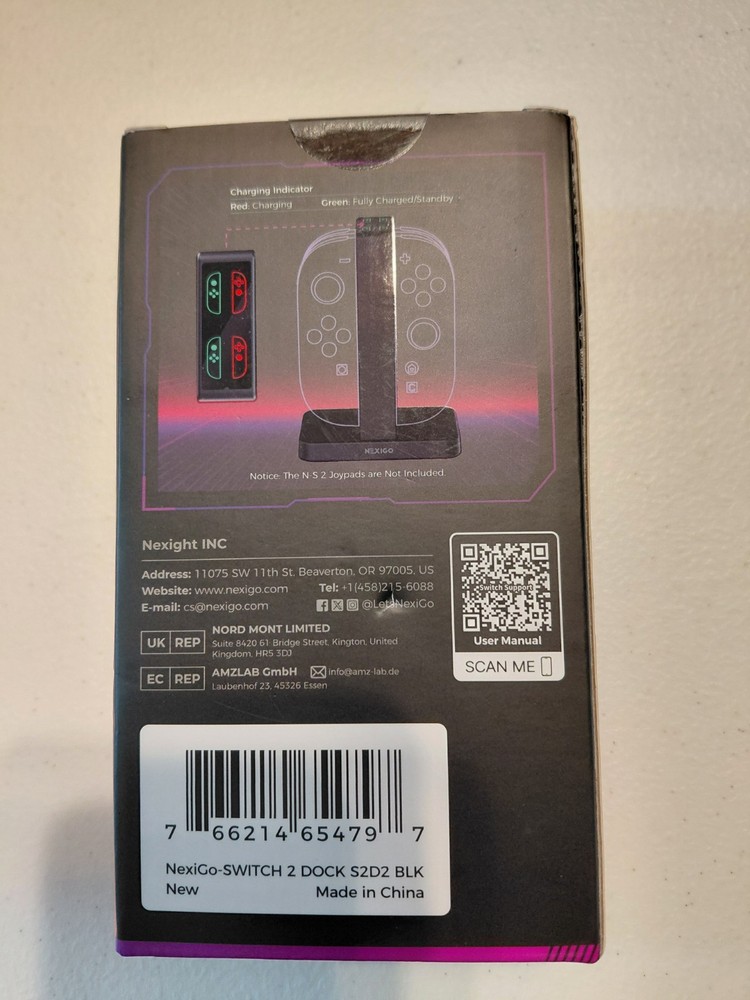 Charging Indicator
Red: Charging Green: Fully Charged/Standby
NEXIGO
C
Notice: The N-S 2 Joypads are Not Included.
Nexight INC
Address: 11075 SW 11th St. Beaverton, OR 97005, US
Website: www.nexigo.com Tel: +1(458)215-6088
E-mail: cs@nexigo.com @LetsNexiGo
UK REP
NORD MONT LIMITED
Suite 8420 61 Bridge Street, Kington, United
Kingdom, HR5 3DJ
EC REP
AMZLAB GmbH info@amz-lab.de
Laubenhof 23, 45326 Essen
Switch Support
User Manual
SCAN ME
7 66214 65479 7
NexiGo-SWITCH 2 DOCK S2D2 BLK
New Made in China